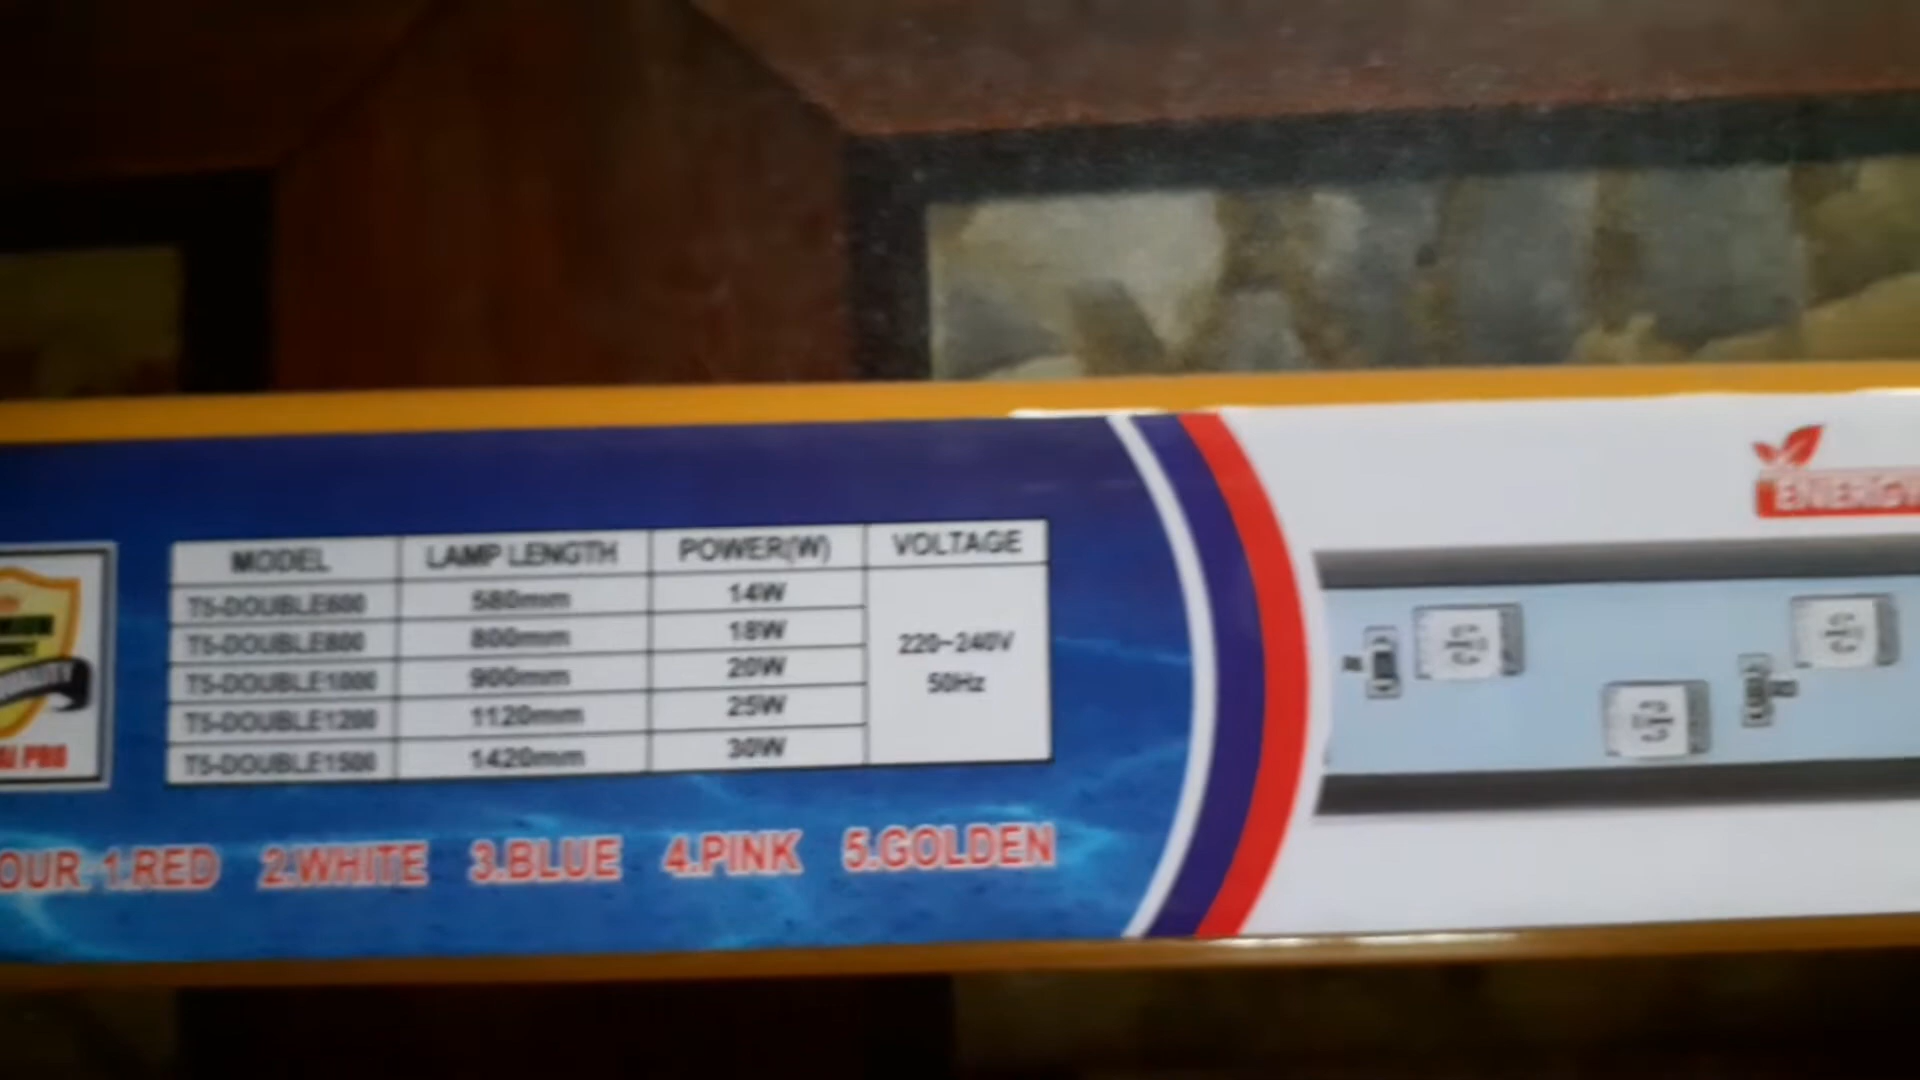 ENERGY
MODEL LAMP LENGTH POWER(W) VOLTAGE
T5-DOUBLE600 580mm 14W
T5-DOUBLE800 800mm 18W
T5-DOUBLE1000 900mm 20W
T5-DOUBLE1200 1120mm 25W
T5-DOUBLE1500 1420mm 30W
220~240V
50Hz
PRO
OUR 1.RED 2.WHITE 3.BLUE 4.PINK 5.GOLDEN